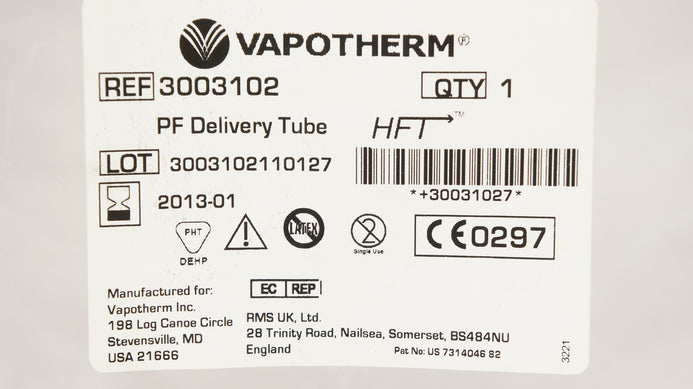 VAPOTHERM®
REF 3003102 QTY 1
PF Delivery Tube HFT™
LOT 3003102110127
*+30031027*
2013-01
PHT
DEHP
LATEX
2
Single Use
CE0297
Manufactured for:
Vapotherm Inc.
198 Log Canoe Circle
Stevensville, MD
USA 21666
EC REP
RMS UK, Ltd.
28 Trinity Road, Nailsea, Somerset, BS484NU
England
Pat No: US 7314046 B2
3221